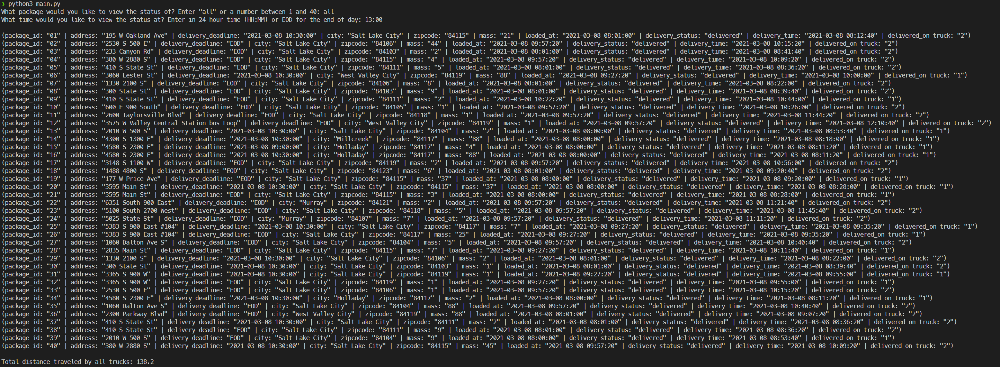 ❯ python3 main.py
What package would you like to view the status of? Enter "all" or a number between 1 and 40: all
What time would you like to view the status at? Enter in 24-hour time (HH:MM) or EOD for the end of day: 13:00
(package_id: "01" | address: "195 W Oakland Ave" | delivery_deadline: "2021-03-08 10:30:00" | city: "Salt Lake City" | zipcode: "84115" | mass: "21" | loaded_at: "2021-03-08 08:01:00" | delivery_status: "delivered" | delivery_time: "2021-03-08 08:12:40" | delivered_on truck: "2")
(package_id: "02" | address: "2530 S 500 E" | delivery_deadline: "EOD" | city: "Salt Lake City" | zipcode: "84106" | mass: "44" | loaded_at: "2021-03-08 09:57:20" | delivery_status: "delivered" | delivery_time: "2021-03-08 10:15:20" | delivered_on truck: "2")
(package_id: "03" | address: "233 Canyon Rd" | delivery_deadline: "EOD" | city: "Salt Lake City" | zipcode: "84103" | mass: "2" | loaded_at: "2021-03-08 08:01:00" | delivery_status: "delivered" | delivery_time: "2021-03-08 08:41:40" | delivered_on truck: "2")
(package_id: "04" | address: "380 W 2880 S" | delivery_deadline: "EOD" | city: "Salt Lake City" | zipcode: "84115" | mass: "4" | loaded_at: "2021-03-08 09:57:20" | delivery_status: "delivered" | delivery_time: "2021-03-08 10:09:20" | delivered_on truck: "2")
(package_id: "05" | address: "410 S State St" | delivery_deadline: "EOD" | city: "Salt Lake City" | zipcode: "84111" | mass: "5" | loaded_at: "2021-03-08 08:01:00" | delivery_status: "delivered" | delivery_time: "2021-03-08 08:36:20" | delivered_on truck: "2")
(package_id: "06" | address: "3060 Lester St" | delivery_deadline: "2021-03-08 10:30:00" | city: "West Valley City" | zipcode: "84119" | mass: "88" | loaded_at: "2021-03-08 09:27:20" | delivery_status: "delivered" | delivery_time: "2021-03-08 10:00:00" | delivered_on truck: "1")
(package_id: "07" | address: "1330 2100 S" | delivery_deadline: "EOD" | city: "Salt Lake City" | zipcode: "84106" | mass: "8" | loaded_at: "2021-03-08 08:01:00" | delivery_status: "delivered" | delivery_time: "2021-03-08 08:22:00" | delivered_on truck: "2")
(package_id: "08" | address: "300 State St" | delivery_deadline: "EOD" | city: "Salt Lake City" | zipcode: "84103" | mass: "9" | loaded_at: "2021-03-08 08:01:00" | delivery_status: "delivered" | delivery_time: "2021-03-08 08:39:40" | delivered_on truck: "2")
(package_id: "09" | address: "410 S State St" | delivery_deadline: "EOD" | city: "Salt Lake City" | zipcode: "84111" | mass: "2" | loaded_at: "2021-03-08 10:22:20" | delivery_status: "delivered" | delivery_time: "2021-03-08 10:44:00" | delivered_on truck: "1")
(package_id: "10" | address: "600 E 900 South" | delivery_deadline: "EOD" | city: "Salt Lake City" | zipcode: "84105" | mass: "1" | loaded_at: "2021-03-08 09:57:20" | delivery_status: "delivered" | delivery_time: "2021-03-08 10:26:00" | delivered_on truck: "2")
(package_id: "11" | address: "2600 Taylorsville Blvd" | delivery_deadline: "EOD" | city: "Salt Lake City" | zipcode: "84118" | mass: "1" | loaded_at: "2021-03-08 09:57:20" | delivery_status: "delivered" | delivery_time: "2021-03-08 11:44:20" | delivered_on truck: "2")
(package_id: "12" | address: "3575 W Valley Central Station bus Loop" | delivery_deadline: "EOD" | city: "West Valley City" | zipcode: "84119" | mass: "1" | loaded_at: "2021-03-08 09:57:20" | delivery_status: "delivered" | delivery_time: "2021-03-08 12:10:40" | delivered_on truck: "2")
(package_id: "13" | address: "2010 W 500 S" | delivery_deadline: "2021-03-08 10:30:00" | city: "Salt Lake City" | zipcode: "84104" | mass: "2" | loaded_at: "2021-03-08 08:00:00" | delivery_status: "delivered" | delivery_time: "2021-03-08 08:53:40" | delivered_on truck: "1")
(package_id: "14" | address: "4300 S 1300 E" | delivery_deadline: "2021-03-08 10:30:00" | city: "Millcreek" | zipcode: "84117" | mass: "88" | loaded_at: "2021-03-08 08:00:00" | delivery_status: "delivered" | delivery_time: "2021-03-08 08:18:00" | delivered_on truck: "1")
(package_id: "15" | address: "4580 S 2300 E" | delivery_deadline: "2021-03-08 09:00:00" | city: "Holladay" | zipcode: "84117" | mass: "4" | loaded_at: "2021-03-08 08:00:00" | delivery_status: "delivered" | delivery_time: "2021-03-08 08:11:20" | delivered_on truck: "1")
(package_id: "16" | address: "4580 S 2300 E" | delivery_deadline: "2021-03-08 10:30:00" | city: "Holladay" | zipcode: "84117" | mass: "88" | loaded_at: "2021-03-08 08:00:00" | delivery_status: "delivered" | delivery_time: "2021-03-08 08:11:20" | delivered_on truck: "1")
(package_id: "17" | address: "3148 S 1100 W" | delivery_deadline: "EOD" | city: "Salt Lake City" | zipcode: "84119" | mass: "2" | loaded_at: "2021-03-08 09:57:20" | delivery_status: "delivered" | delivery_time: "2021-03-08 10:56:00" | delivered_on truck: "2")
(package_id: "18" | address: "1488 4800 S" | delivery_deadline: "EOD" | city: "Salt Lake City" | zipcode: "84123" | mass: "6" | loaded_at: "2021-03-08 08:01:00" | delivery_status: "delivered" | delivery_time: "2021-03-08 09:20:40" | delivered_on truck: "2")
(package_id: "19" | address: "177 W Price Ave" | delivery_deadline: "EOD" | city: "Salt Lake City" | zipcode: "84115" | mass: "37" | loaded_at: "2021-03-08 08:00:00" | delivery_status: "delivered" | delivery_time: "2021-03-08 09:20:00" | delivered_on truck: "1")
(package_id: "20" | address: "3595 Main St" | delivery_deadline: "2021-03-08 10:30:00" | city: "Salt Lake City" | zipcode: "84115" | mass: "37" | loaded_at: "2021-03-08 08:00:00" | delivery_status: "delivered" | delivery_time: "2021-03-08 08:28:00" | delivered_on truck: "1")
(package_id: "21" | address: "3595 Main St" | delivery_deadline: "EOD" | city: "Salt Lake City" | zipcode: "84115" | mass: "3" | loaded_at: "2021-03-08 08:00:00" | delivery_status: "delivered" | delivery_time: "2021-03-08 08:28:00" | delivered_on truck: "1")
(package_id: "22" | address: "6351 South 900 East" | delivery_deadline: "EOD" | city: "Murray" | zipcode: "84121" | mass: "2" | loaded_at: "2021-03-08 09:57:20" | delivery_status: "delivered" | delivery_time: "2021-03-08 11:21:40" | delivered_on truck: "2")
(package_id: "23" | address: "5100 South 2700 West" | delivery_deadline: "EOD" | city: "Salt Lake City" | zipcode: "84118" | mass: "5" | loaded_at: "2021-03-08 09:57:20" | delivery_status: "delivered" | delivery_time: "2021-03-08 11:45:40" | delivered_on truck: "2")
(package_id: "24" | address: "5025 State St" | delivery_deadline: "EOD" | city: "Murray" | zipcode: "84107" | mass: "7" | loaded_at: "2021-03-08 09:57:20" | delivery_status: "delivered" | delivery_time: "2021-03-08 11:11:20" | delivered_on truck: "2")
(package_id: "25" | address: "5383 S 900 East #104" | delivery_deadline: "2021-03-08 10:30:00" | city: "Salt Lake City" | zipcode: "84117" | mass: "7" | loaded_at: "2021-03-08 09:27:20" | delivery_status: "delivered" | delivery_time: "2021-03-08 09:35:20" | delivered_on truck: "1")
(package_id: "26" | address: "5383 S 900 East #104" | delivery_deadline: "EOD" | city: "Salt Lake City" | zipcode: "84117" | mass: "25" | loaded_at: "2021-03-08 09:27:20" | delivery_status: "delivered" | delivery_time: "2021-03-08 09:35:20" | delivered_on truck: "1")
(package_id: "27" | address: "1060 Dalton Ave S" | delivery_deadline: "EOD" | city: "Salt Lake City" | zipcode: "84104" | mass: "5" | loaded_at: "2021-03-08 09:57:20" | delivery_status: "delivered" | delivery_time: "2021-03-08 10:40:40" | delivered_on truck: "2")
(package_id: "28" | address: "2835 Main St" | delivery_deadline: "EOD" | city: "Salt Lake City" | zipcode: "84115" | mass: "7" | loaded_at: "2021-03-08 09:27:20" | delivery_status: "delivered" | delivery_time: "2021-03-08 10:11:40" | delivered_on truck: "1")
(package_id: "29" | address: "1330 2100 S" | delivery_deadline: "2021-03-08 10:30:00" | city: "Salt Lake City" | zipcode: "84106" | mass: "2" | loaded_at: "2021-03-08 08:01:00" | delivery_status: "delivered" | delivery_time: "2021-03-08 08:22:00" | delivered_on truck: "2")
(package_id: "30" | address: "300 State St" | delivery_deadline: "2021-03-08 10:30:00" | city: "Salt Lake City" | zipcode: "84103" | mass: "1" | loaded_at: "2021-03-08 08:01:00" | delivery_status: "delivered" | delivery_time: "2021-03-08 08:39:40" | delivered_on truck: "2")
(package_id: "31" | address: "3365 S 900 W" | delivery_deadline: "2021-03-08 10:30:00" | city: "Salt Lake City" | zipcode: "84119" | mass: "1" | loaded_at: "2021-03-08 09:27:20" | delivery_status: "delivered" | delivery_time: "2021-03-08 09:55:00" | delivered_on truck: "1")
(package_id: "32" | address: "3365 S 900 W" | delivery_deadline: "EOD" | city: "Salt Lake City" | zipcode: "84119" | mass: "1" | loaded_at: "2021-03-08 09:27:20" | delivery_status: "delivered" | delivery_time: "2021-03-08 09:55:00" | delivered_on truck: "1")
(package_id: "33" | address: "2530 S 500 E" | delivery_deadline: "EOD" | city: "Salt Lake City" | zipcode: "84106" | mass: "1" | loaded_at: "2021-03-08 09:57:20" | delivery_status: "delivered" | delivery_time: "2021-03-08 10:15:20" | delivered_on truck: "2")
(package_id: "34" | address: "4580 S 2300 E" | delivery_deadline: "2021-03-08 10:30:00" | city: "Holladay" | zipcode: "84117" | mass: "2" | loaded_at: "2021-03-08 08:00:00" | delivery_status: "delivered" | delivery_time: "2021-03-08 08:11:20" | delivered_on truck: "1")
(package_id: "35" | address: "1060 Dalton Ave S" | delivery_deadline: "EOD" | city: "Salt Lake City" | zipcode: "84104" | mass: "88" | loaded_at: "2021-03-08 09:57:20" | delivery_status: "delivered" | delivery_time: "2021-03-08 10:40:40" | delivered_on truck: "2")
(package_id: "36" | address: "2300 Parkway Blvd" | delivery_deadline: "EOD" | city: "West Valley City" | zipcode: "84119" | mass: "88" | loaded_at: "2021-03-08 08:01:00" | delivery_status: "delivered" | delivery_time: "2021-03-08 09:07:20" | delivered_on truck: "2")
(package_id: "37" | address: "410 S State St" | delivery_deadline: "2021-03-08 10:30:00" | city: "Salt Lake City" | zipcode: "84111" | mass: "2" | loaded_at: "2021-03-08 08:01:00" | delivery_status: "delivered" | delivery_time: "2021-03-08 08:36:20" | delivered_on truck: "2")
(package_id: "38" | address: "410 S State St" | delivery_deadline: "EOD" | city: "Salt Lake City" | zipcode: "84111" | mass: "9" | loaded_at: "2021-03-08 08:01:00" | delivery_status: "delivered" | delivery_time: "2021-03-08 08:36:20" | delivered_on truck: "2")
(package_id: "39" | address: "2010 W 500 S" | delivery_deadline: "EOD" | city: "Salt Lake City" | zipcode: "84104" | mass: "9" | loaded_at: "2021-03-08 08:00:00" | delivery_status: "delivered" | delivery_time: "2021-03-08 08:53:40" | delivered_on truck: "1")
(package_id: "40" | address: "380 W 2880 S" | delivery_deadline: "2021-03-08 10:30:00" | city: "Salt Lake City" | zipcode: "84115" | mass: "45" | loaded_at: "2021-03-08 09:57:20" | delivery_status: "delivered" | delivery_time: "2021-03-08 10:09:20" | delivered_on truck: "2")
Total distance traveled by all trucks: 138.2